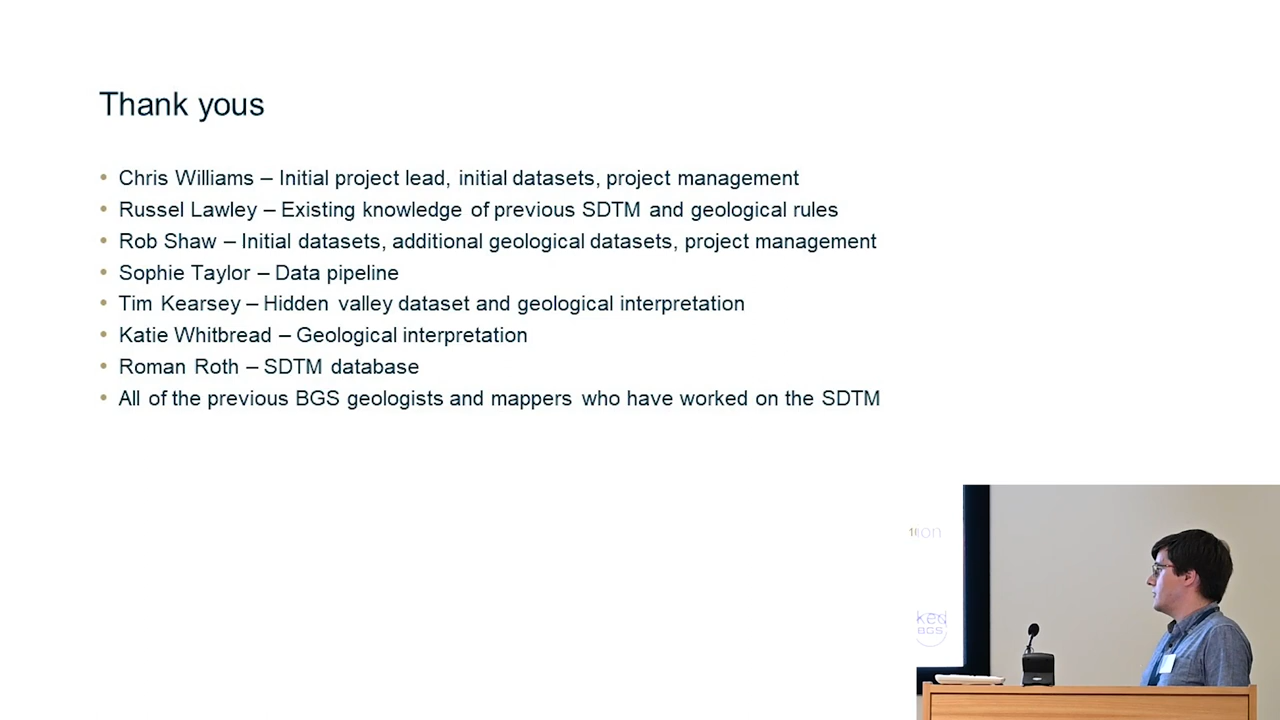 Thank yous
• Chris Williams – Initial project lead, initial datasets, project management
• Russel Lawley – Existing knowledge of previous SDTM and geological rules
• Rob Shaw – Initial datasets, additional geological datasets, project management
• Sophie Taylor – Data pipeline
• Tim Kearsey – Hidden valley dataset and geological interpretation
• Katie Whitbread – Geological interpretation
• Roman Roth – SDTM database
• All of the previous BGS geologists and mappers who have worked on the SDTM